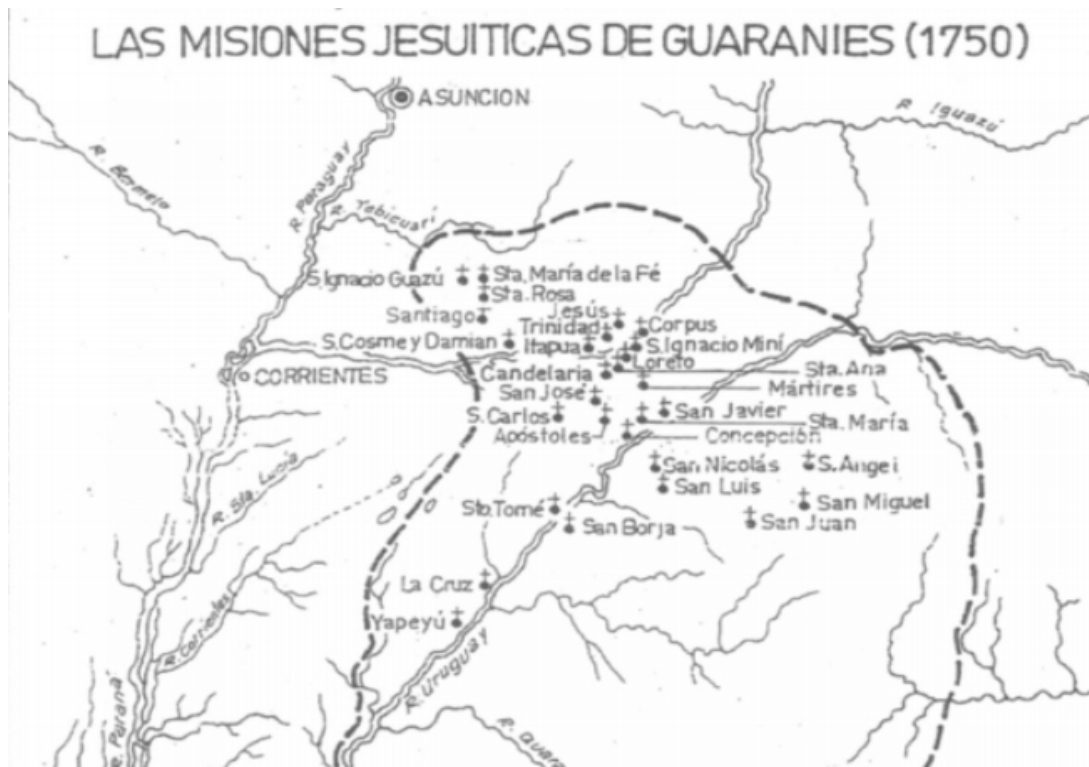 LAS MISIONES JESUITICAS DE GUARANIES (1750)
ASUNCION
R. Iguazú
R. Bermejo
R. Paraguay
R. Tebicuarí
S. Ignacio Guazú
Sta. María de la Fé
Sta. Rosa
Santiago
Jesús
Trinidad
Corpus
S. Cosme y Damian
Itapua
S. Ignacio Miní
Loreto
CORRIENTES
Candelaria
Sta. Ana
Mártires
San José
S. Carlos
San Javier
Sta. María
Apóstoles
Concepción
San Nicolás
S. Angel
San Luis
San Miguel
R. Sta. Lucía
Sto. Tomé
San Borja
San Juan
La Cruz
Yapeyú
R. Corrientes
R. Uruguay
R. Paraná
R. Quara